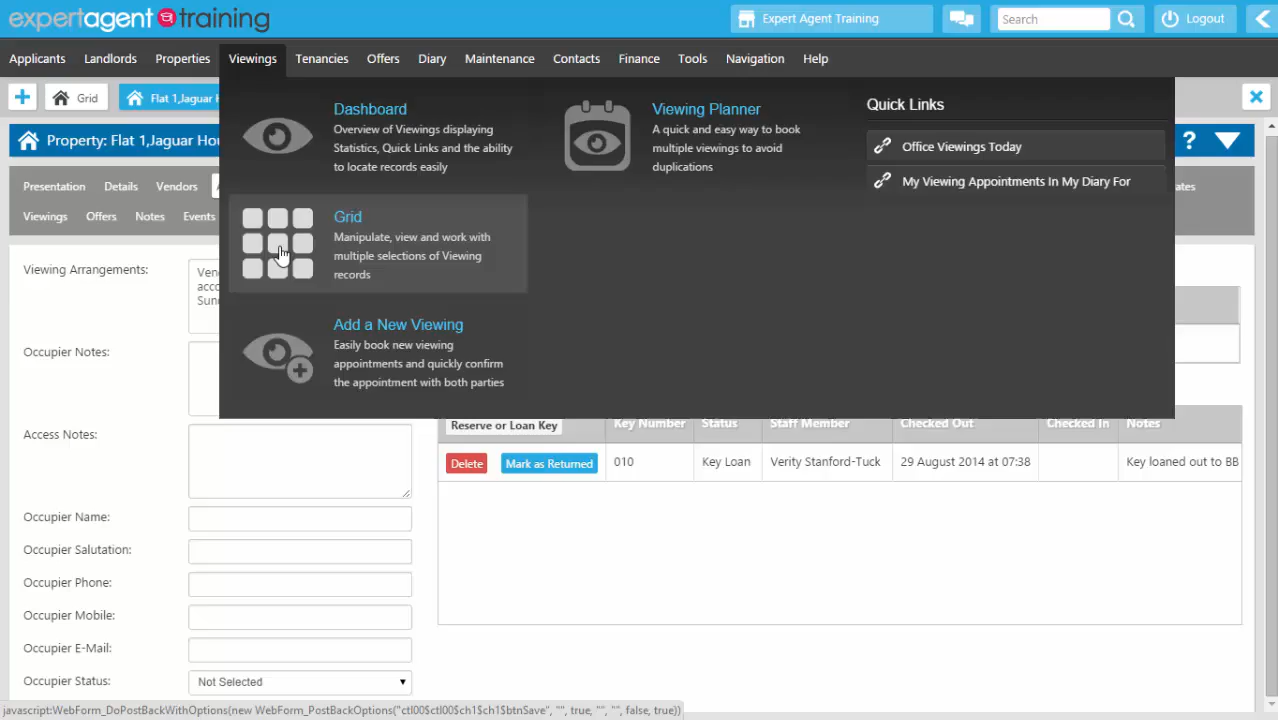 expertagent training
Expert Agent Training
Search
Logout
Applicants Landlords Properties Viewings Tenancies Offers Diary Maintenance Contacts Finance Tools Navigation Help
Grid
Flat 1,Jaguar H
Dashboard
Overview of Viewings displaying
Statistics, Quick Links and the ability
to locate records easily
Viewing Planner
A quick and easy way to book
multiple viewings to avoid
duplications
Quick Links
Office Viewings Today
My Viewing Appointments In My Diary For
Grid
Manipulate, view and work with
multiple selections of Viewing
records
Add a New Viewing
Easily book new viewing
appointments and quickly confirm
the appointment with both parties
Property: Flat 1,Jaguar Hou
?
Presentation Details Vendors
Viewings Offers Notes Events
Viewing Arrangements:
Occupier Notes:
Access Notes:
Occupier Name:
Occupier Salutation:
Occupier Phone:
Occupier Mobile:
Occupier E-Mail:
Occupier Status: Not Selected
Reserve or Loan Key Key Number Status Staff Member Checked Out Checked In Notes
Delete Mark as Returned 010 Key Loan Verity Stanford-Tuck 29 August 2014 at 07:38 Key loaned out to BB
javascript:WebForm_DoPostBackWithOptions(new WebForm_PostBackOptions("ctl00$ctl00$ch1$ch1$btnSave", "", true, "", "", false, true))